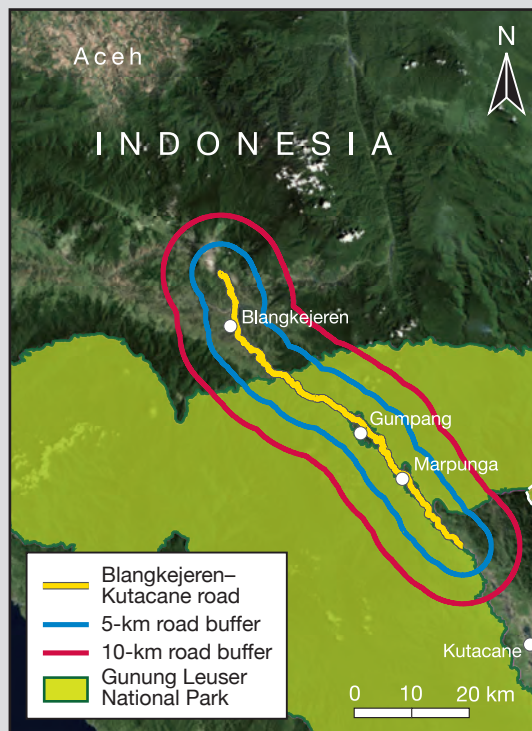 Aceh
N
INDONESIA
Blangkejeren
Gumpang
Marpunga
Blangkejeren–
Kutacane road
5-km road buffer
10-km road buffer
Gunung Leuser
National Park
Kutacane
0 10 20 km